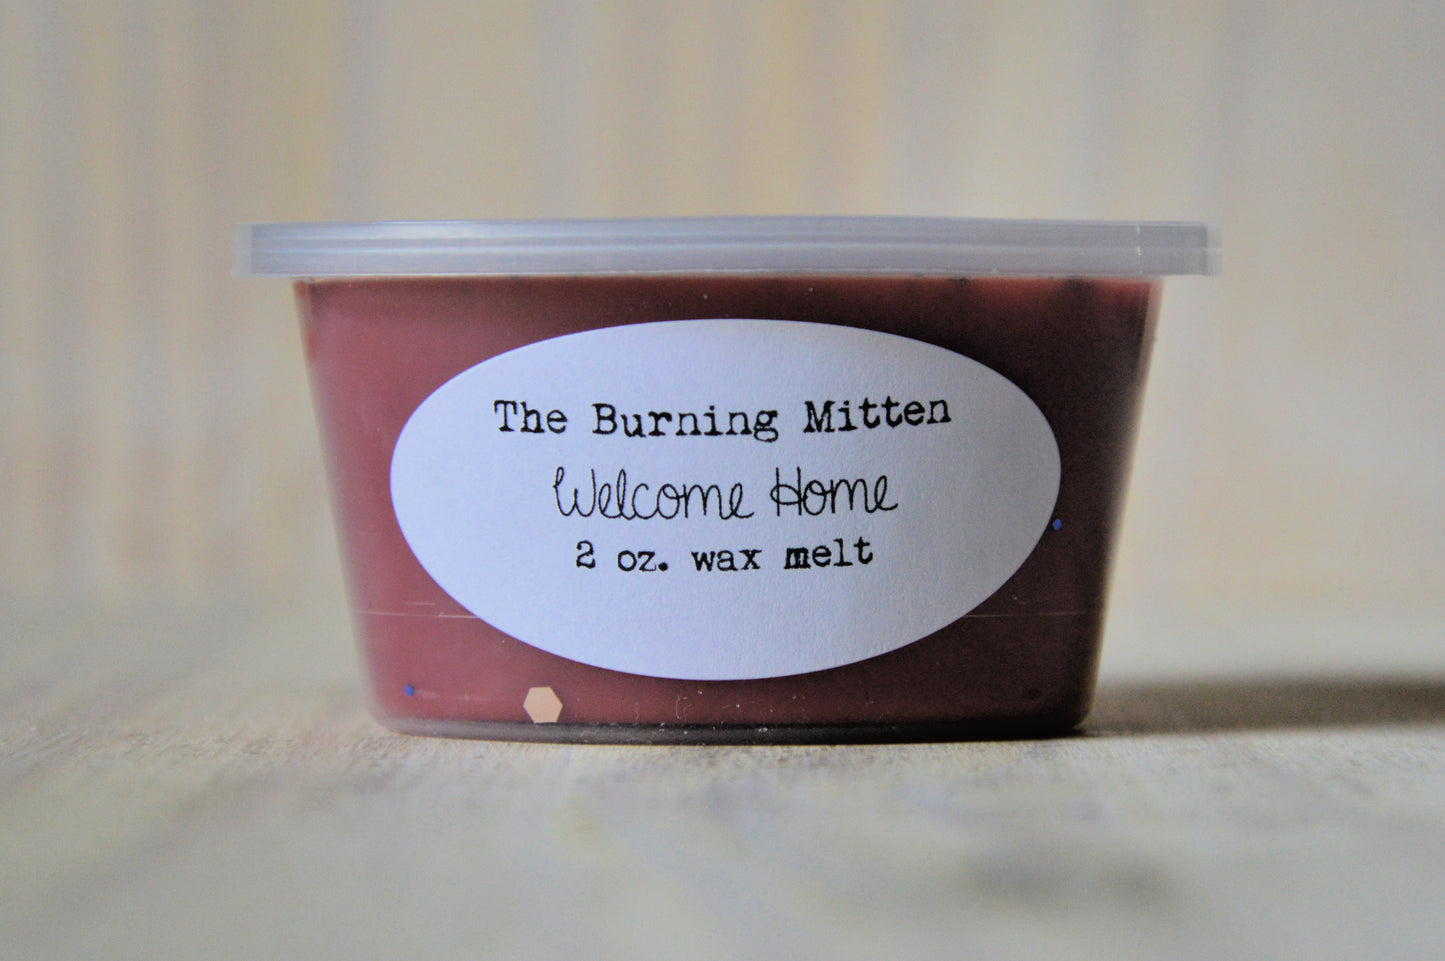 The Burning Mitten
Welcome Home
2 oz. wax melt